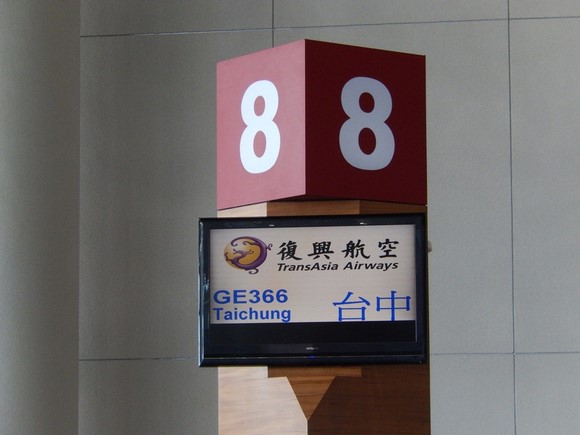 8 8
復興航空
TransAsia Airways
GE366
Taichung
台中